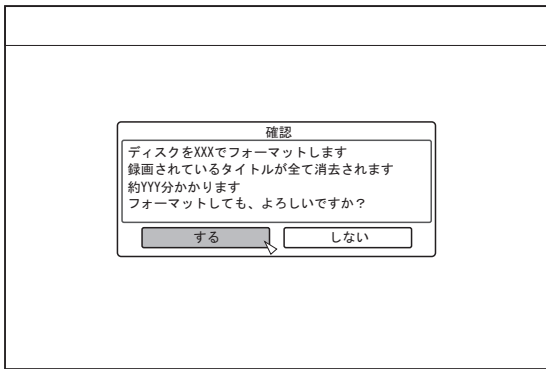 確認
ディスクをXXXでフォーマットします
録画されているタイトルが全て消去されます
約YYY分かかります
フォーマットしても、よろしいですか？
する
しない